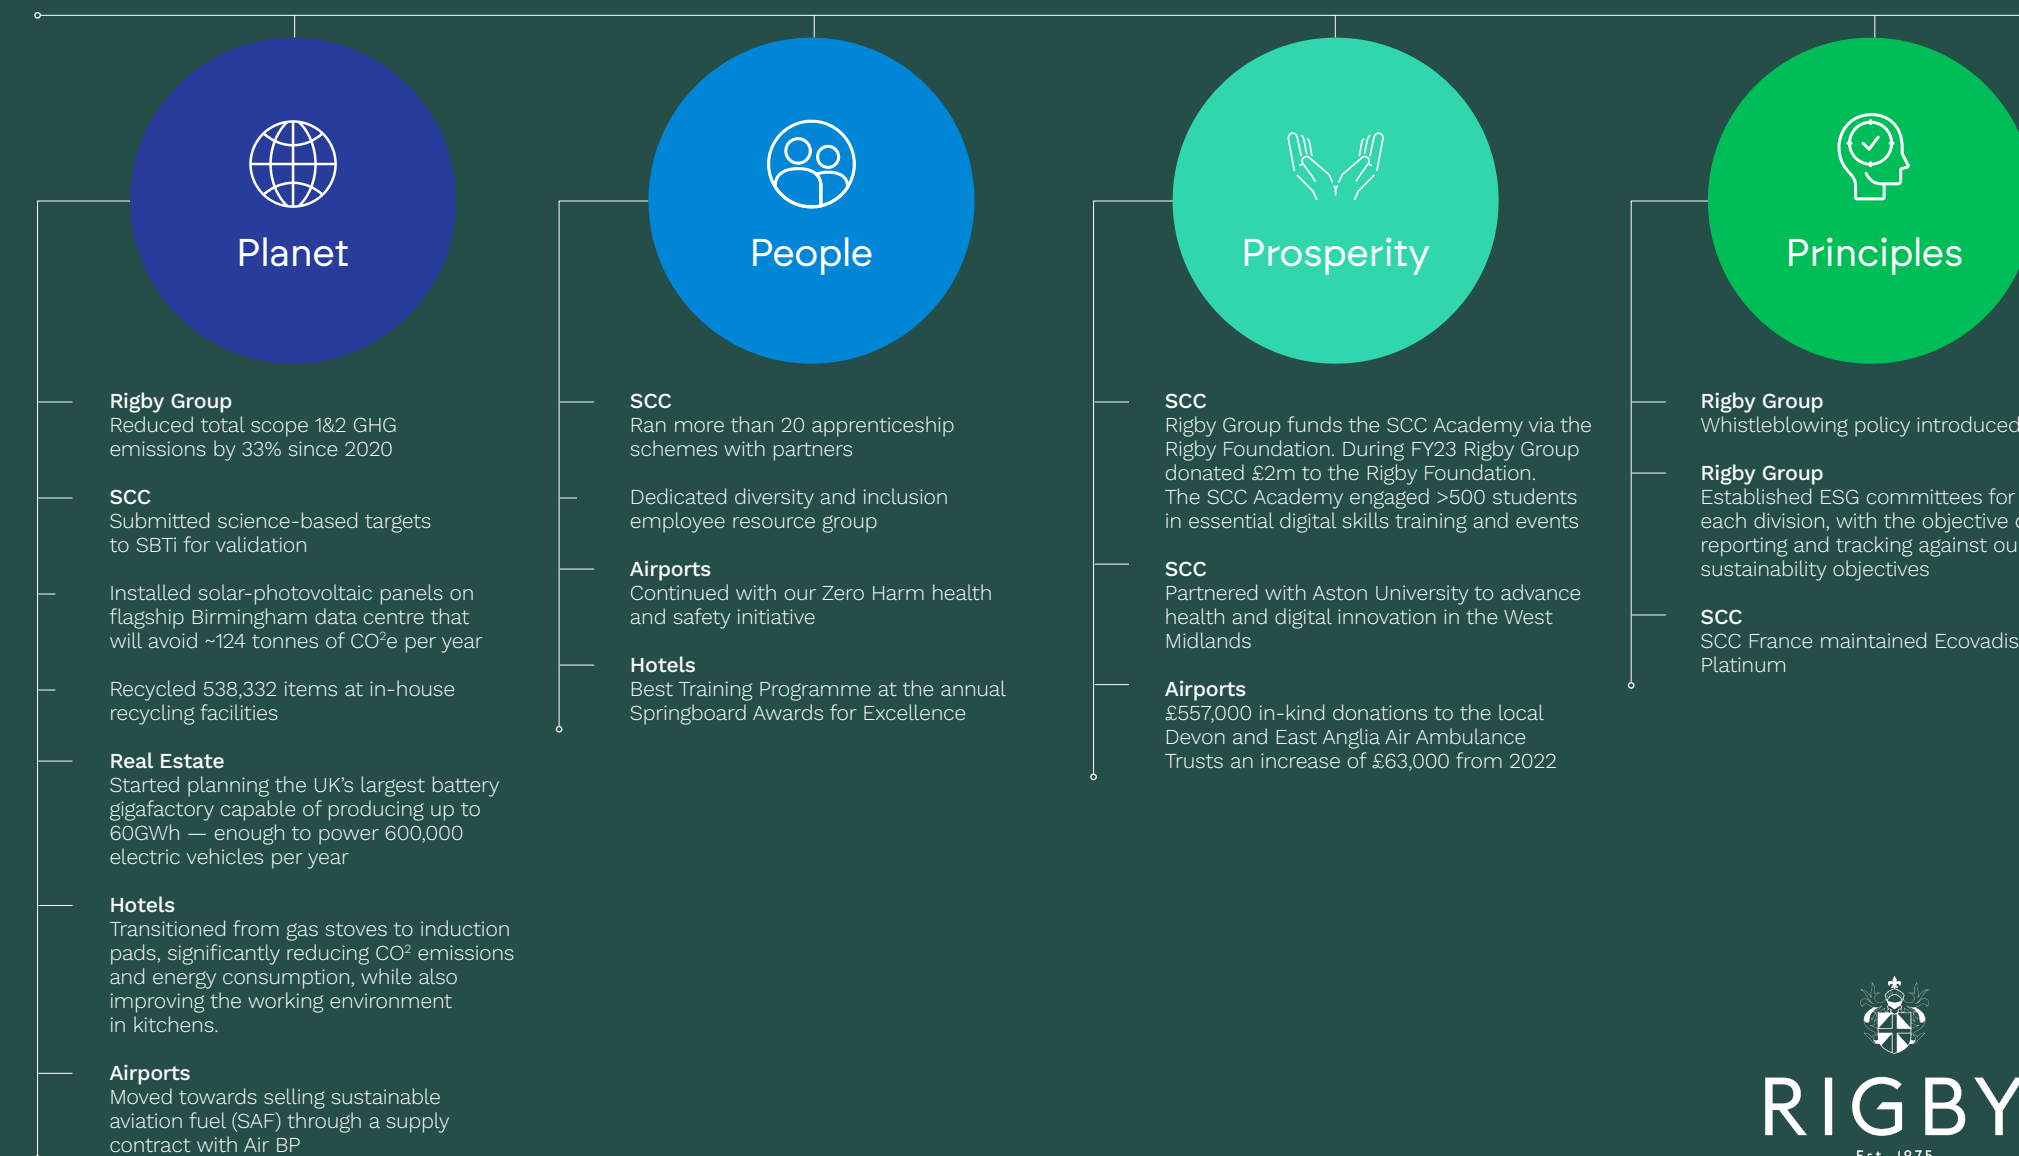 Planet
Rigby Group
Reduced total scope 1&2 GHG
emissions by 33% since 2020
SCC
Submitted science-based targets
to SBTi for validation
Installed solar-photovoltaic panels on
flagship Birmingham data centre that
will avoid ~124 tonnes of CO²e per year
Recycled 538,332 items at in-house
recycling facilities
Real Estate
Started planning the UK’s largest battery
gigafactory capable of producing up to
60GWh — enough to power 600,000
electric vehicles per year
Hotels
Transitioned from gas stoves to induction
pads, significantly reducing CO² emissions
and energy consumption, while also
improving the working environment
in kitchens.
Airports
Moved towards selling sustainable
aviation fuel (SAF) through a supply
contract with Air BP
People
SCC
Ran more than 20 apprenticeship
schemes with partners
Dedicated diversity and inclusion
employee resource group
Airports
Continued with our Zero Harm health
and safety initiative
Hotels
Best Training Programme at the annual
Springboard Awards for Excellence
Prosperity
SCC
Rigby Group funds the SCC Academy via the
Rigby Foundation. During FY23 Rigby Group
donated £2m to the Rigby Foundation.
The SCC Academy engaged >500 students
in essential digital skills training and events
SCC
Partnered with Aston University to advance
health and digital innovation in the West
Midlands
Airports
£557,000 in-kind donations to the local
Devon and East Anglia Air Ambulance
Trusts an increase of £63,000 from 2022
Principles
Rigby Group
Whistleblowing policy introduced
Rigby Group
Established ESG committees for
each division, with the objective
reporting and tracking against
sustainability objectives
SCC
SCC France maintained Ecovadis
Platinum
RIGBY
Est. 1975